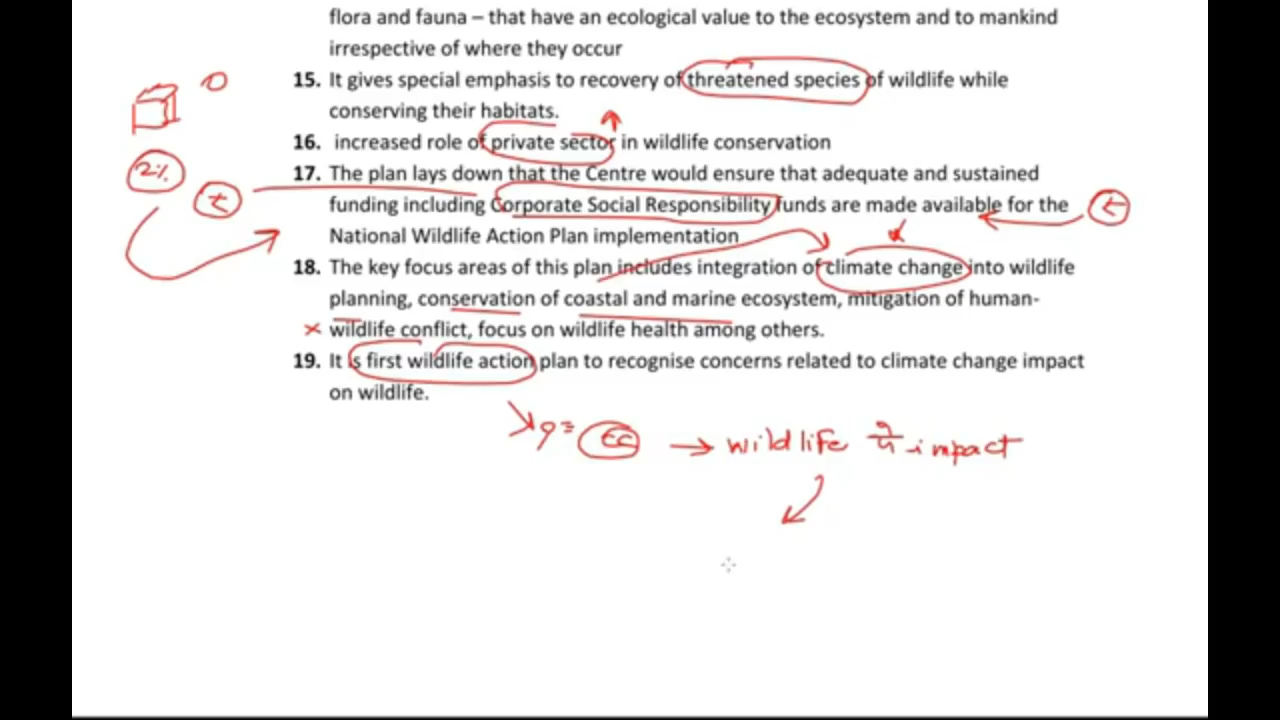 flora and fauna – that have an ecological value to the ecosystem and to mankind
irrespective of where they occur
15. It gives special emphasis to recovery of threatened species of wildlife while
conserving their habitats.
16. increased role of private sector in wildlife conservation
2%
17. The plan lays down that the Centre would ensure that adequate and sustained
funding including Corporate Social Responsibility funds are made available for the
National Wildlife Action Plan implementation
18. The key focus areas of this plan includes integration of climate change into wildlife
planning, conservation of coastal and marine ecosystem, mitigation of human-
wildlife conflict, focus on wildlife health among others.
19. It is first wildlife action plan to recognise concerns related to climate change impact
on wildlife.
CC → wildlife impact